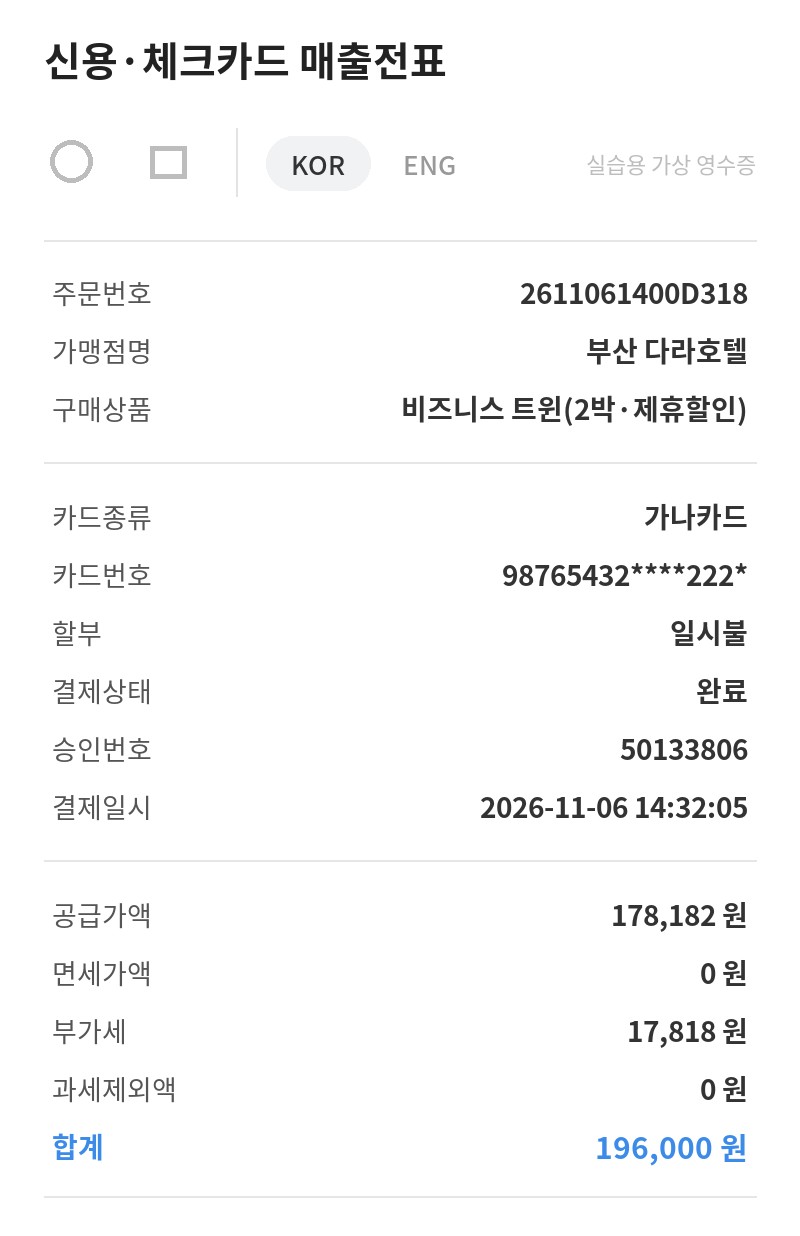 신용·체크카드 매출전표
KOR ENG 실습용 가상 영수증
주문번호 2611061400D318
가맹점명 부산 다라호텔
구매상품 비즈니스 트윈(2박·제휴할인)
카드종류 가나카드
카드번호 98765432****222*
할부 일시불
결제상태 완료
승인번호 50133806
결제일시 2026-11-06 14:32:05
공급가액 178,182 원
면세가액 0 원
부가세 17,818 원
과세제외액 0 원
합계 196,000 원